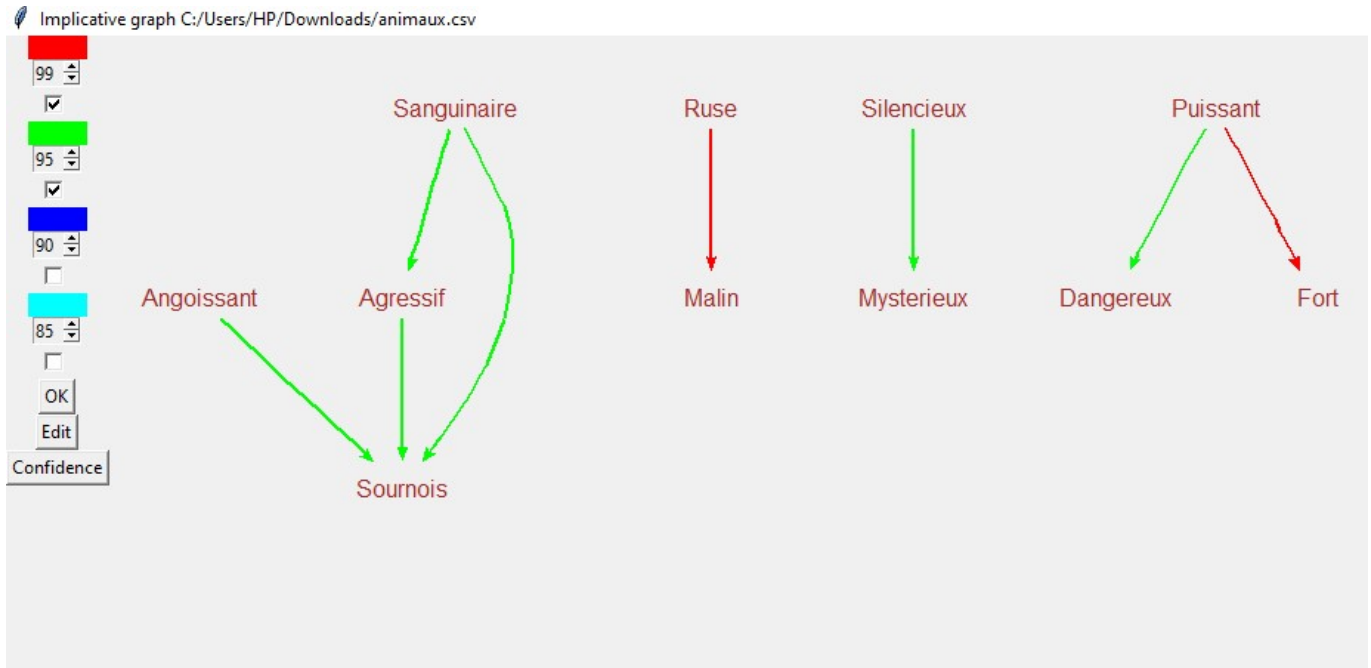 Implicative graph C:/Users/HP/Downloads/animaux.csv
99
95
90
85
OK
Edit
Confidence
Sanguinaire Ruse Silencieux Puissant
Angoissant Agressif Malin Mysterieux Dangereux Fort
Sournois